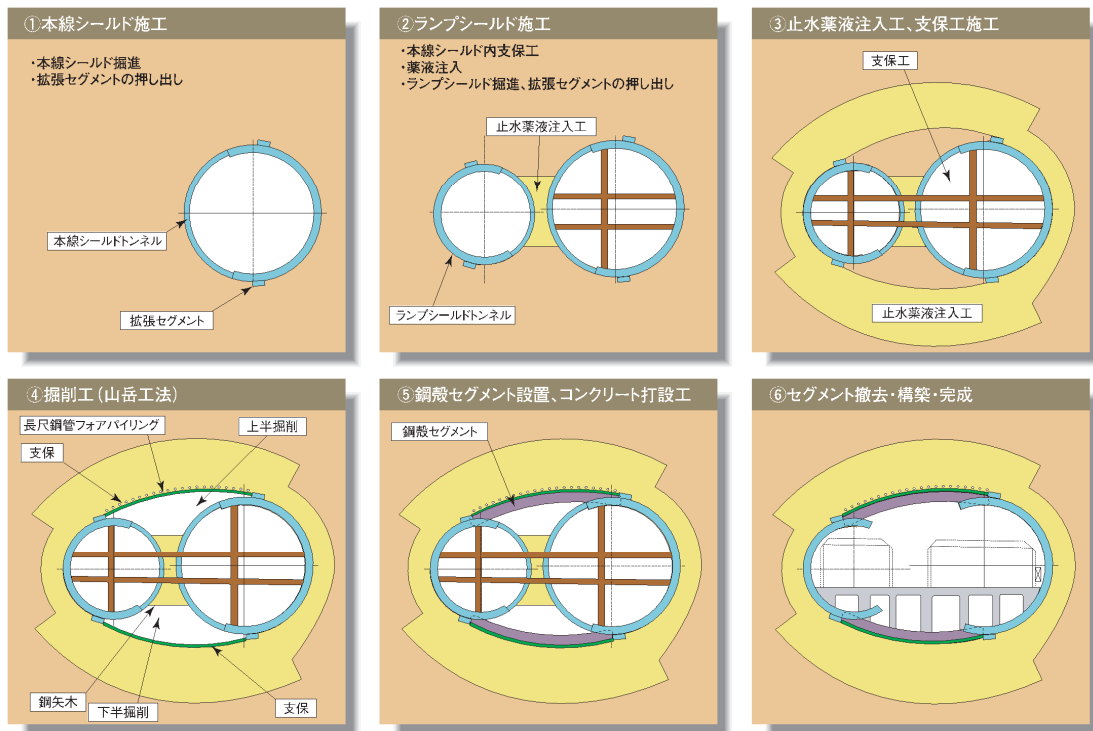 ①本線シールド施工
・本線シールド掘進
・拡張セグメントの押し出し
本線シールドトンネル
拡張セグメント
②ランプシールド施工
・本線シールド内支保工
・薬液注入
・ランプシールド掘進、拡張セグメントの押し出し
止水薬液注入工
ランプシールドトンネル
③止水薬液注入工、支保工施工
支保工
止水薬液注入工
④掘削工（山岳工法）
長尺鋼管フォアパイリング
上半掘削
支保
鋼矢木
下半掘削
支保
⑤鋼殻セグメント設置、コンクリート打設工
鋼殻セグメント
⑥セグメント撤去・構築・完成